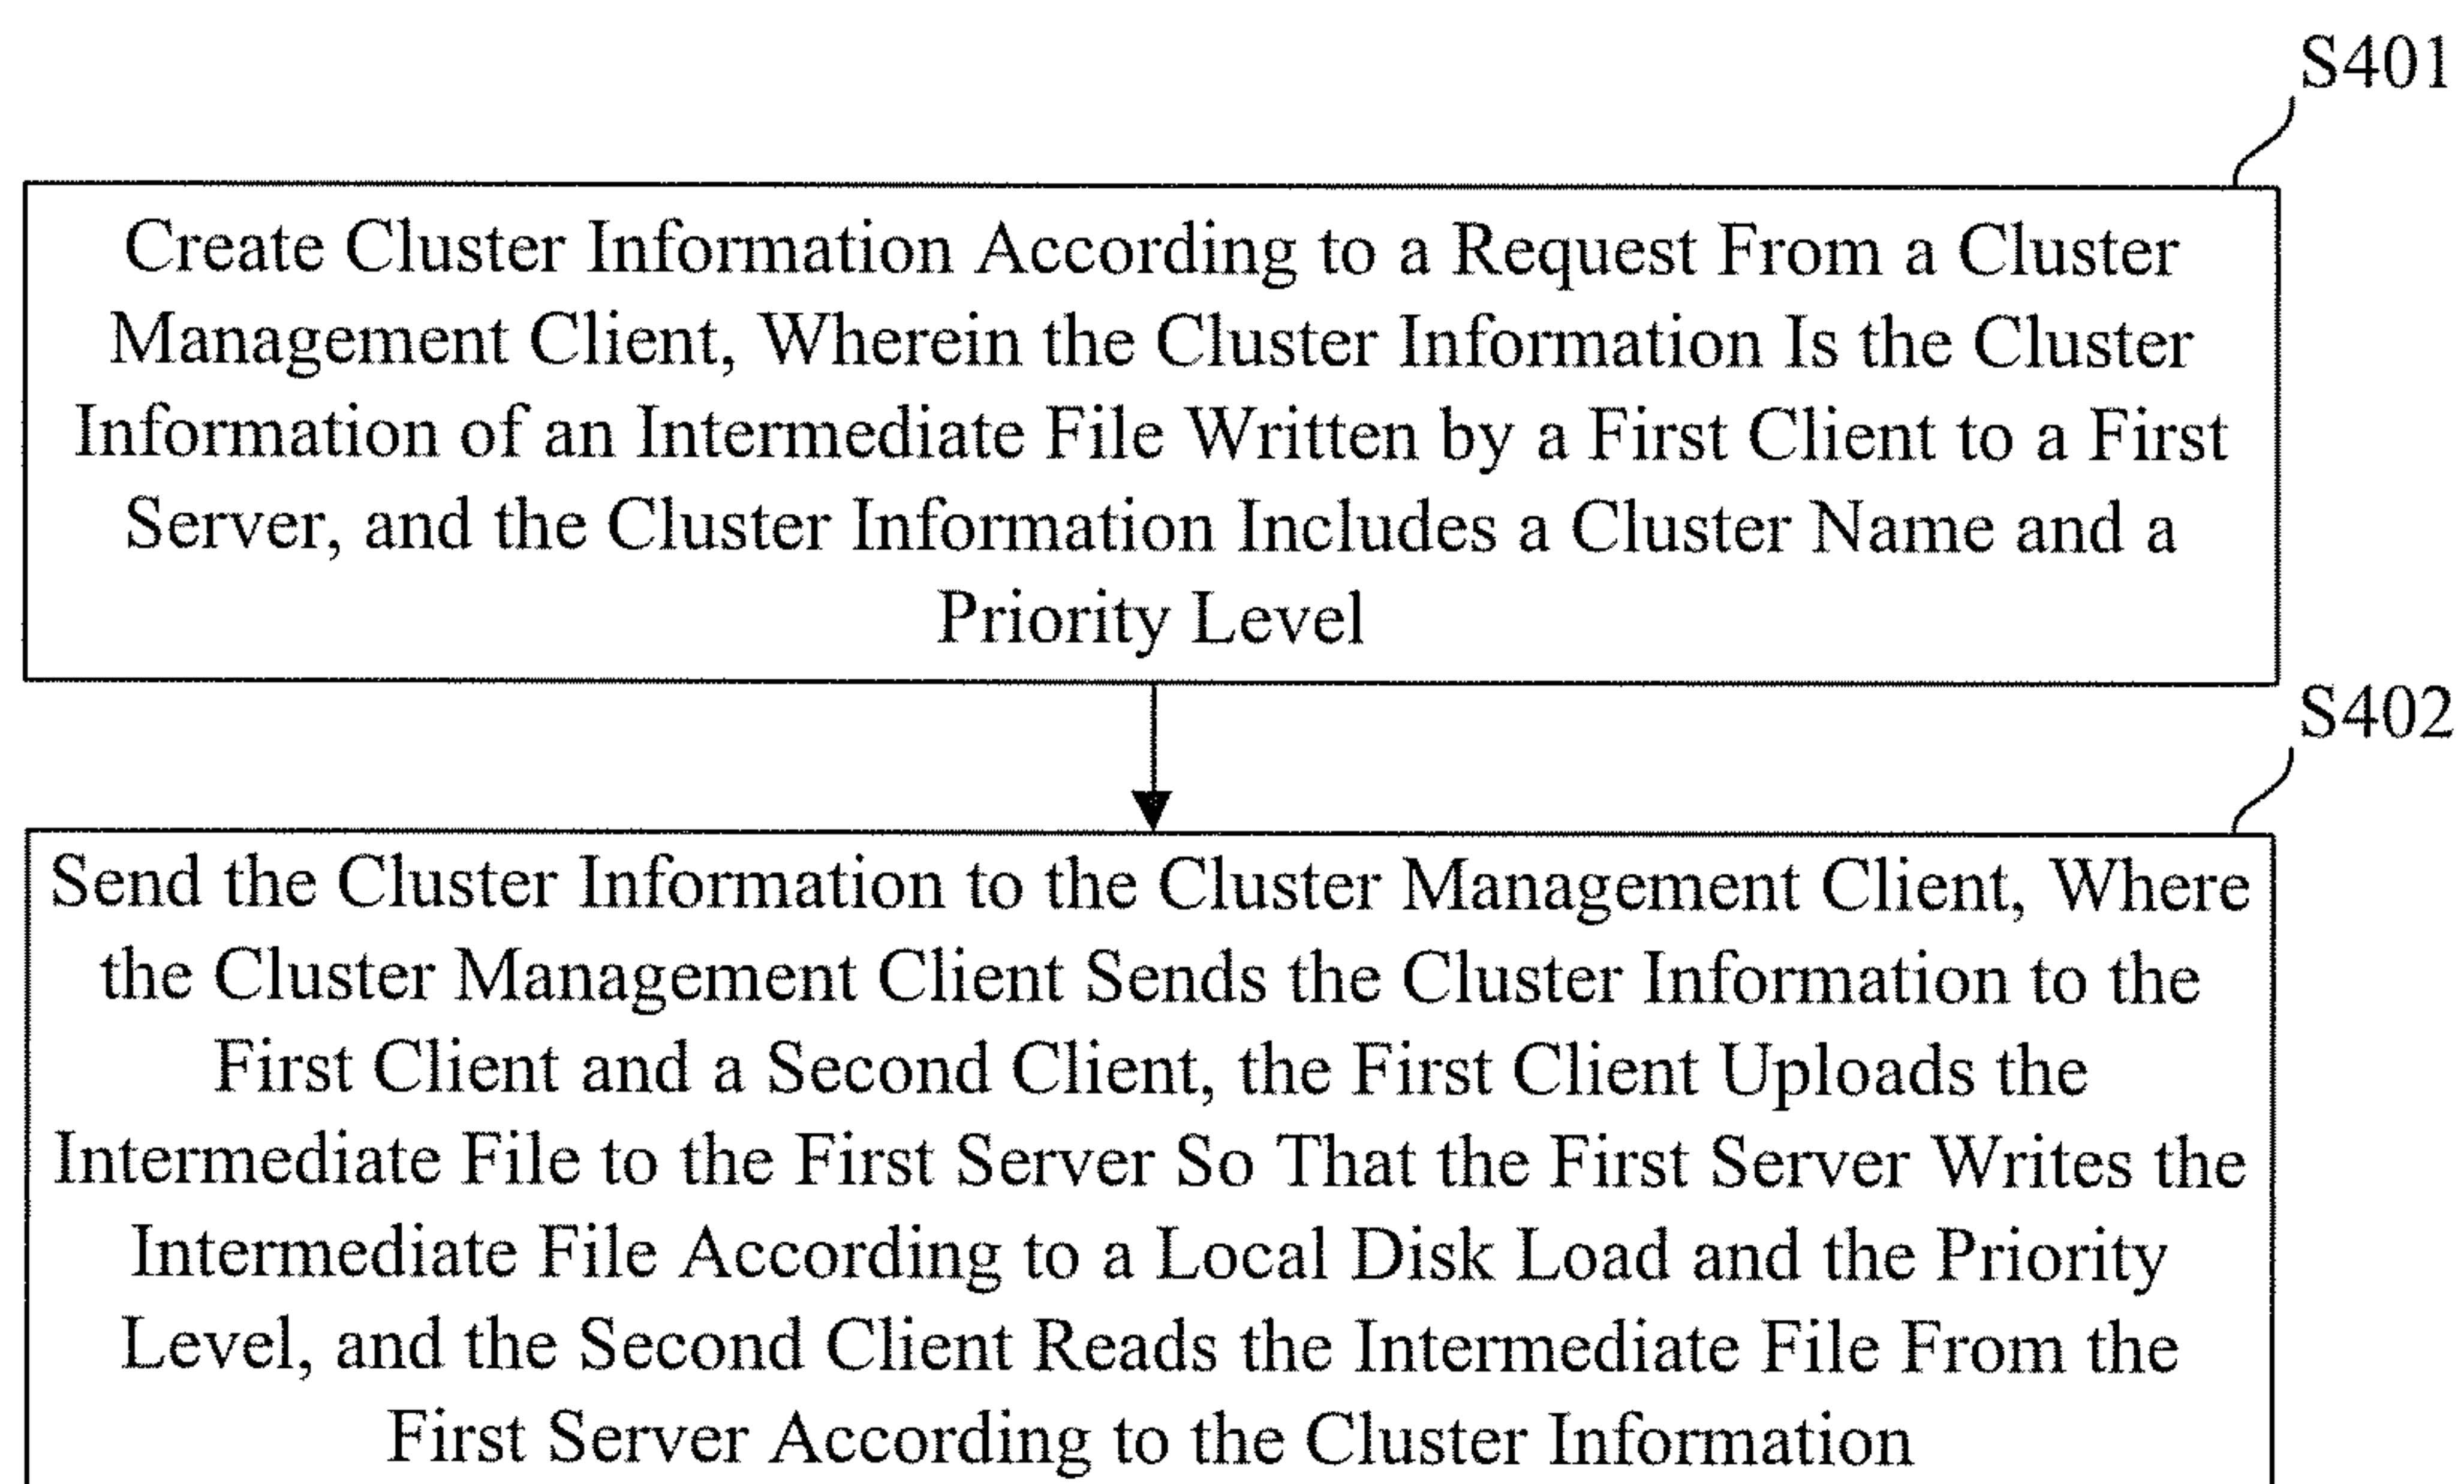 S401
Create Cluster Information According to a Request From a Cluster
Management Client, Wherein the Cluster Information Is the Cluster
Information of an Intermediate File Written by a First Client to a First
Server, and the Cluster Information Includes a Cluster Name and a
Priority Level
S402
Send the Cluster Information to the Cluster Management Client, Where
the Cluster Management Client Sends the Cluster Information to the
First Client and a Second Client, the First Client Uploads the
Intermediate File to the First Server So That the First Server Writes the
Intermediate File According to a Local Disk Load and the Priority
Level, and the Second Client Reads the Intermediate File From the
First Server According to the Cluster Information